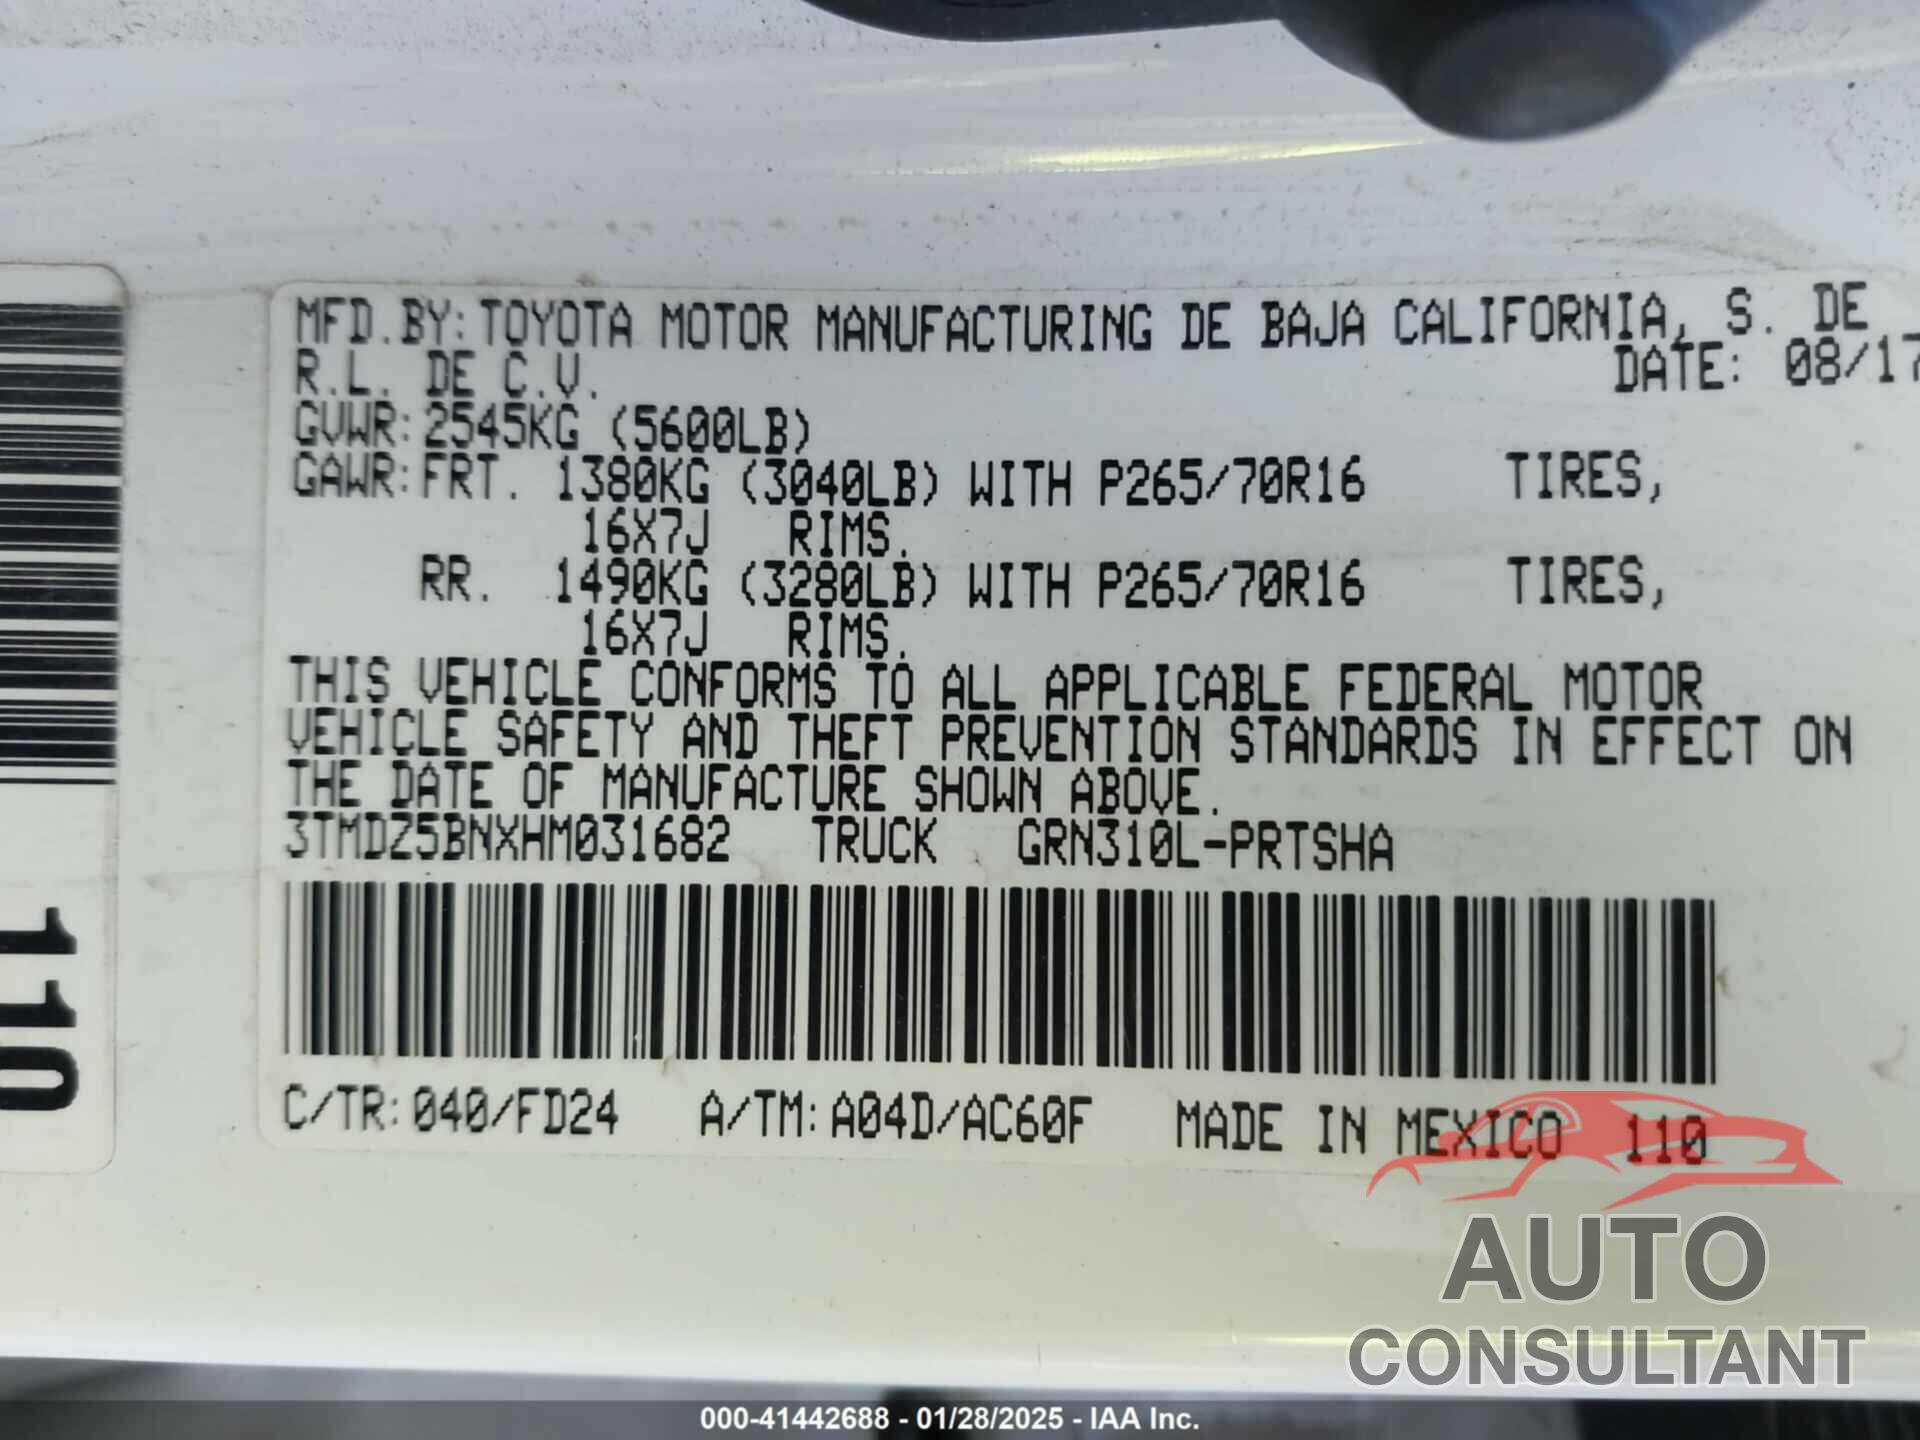 MFD.BY: TOYOTA MOTOR MANUFACTURING DE BAJA CALIFORNIA, S. DE
R.L. DE C.V.
DATE: 08/17
GVWR: 2545KG (5600LB)
GAWR: FRT. 1380KG (3040LB) WITH P265/70R16 TIRES,
16X7J RIMS.
RR. 1490KG (3280LB) WITH P265/70R16 TIRES,
16X7J RIMS.
THIS VEHICLE CONFORMS TO ALL APPLICABLE FEDERAL MOTOR
VEHICLE SAFETY AND THEFT PREVENTION STANDARDS IN EFFECT ON
THE DATE OF MANUFACTURE SHOWN ABOVE.
3TMDZ5BNXHM031682 TRUCK GRN310L-PRTSHA
C/TR: 040/FD24 A/TM: A04D/AC60F MADE IN MEXICO 110
110
AUTO
CONSULTANT
000-41442688 - 01/28/2025 - IAA Inc.